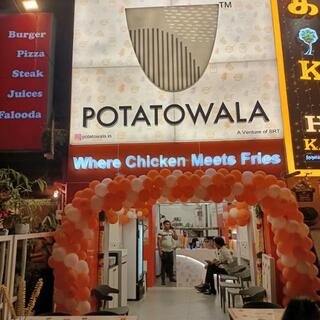 Burger
Pizza
Steak
Juices
Falooda
TM
POTATOWALA
potatowala.in
A Venture of SRT
Where Chicken Meets Fries